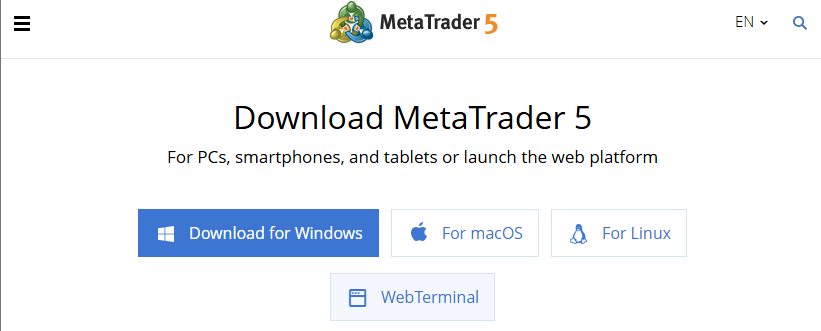 MetaTrader 5
EN
Download MetaTrader 5
For PCs, smartphones, and tablets or launch the web platform
Download for Windows
For macOS
For Linux
WebTerminal